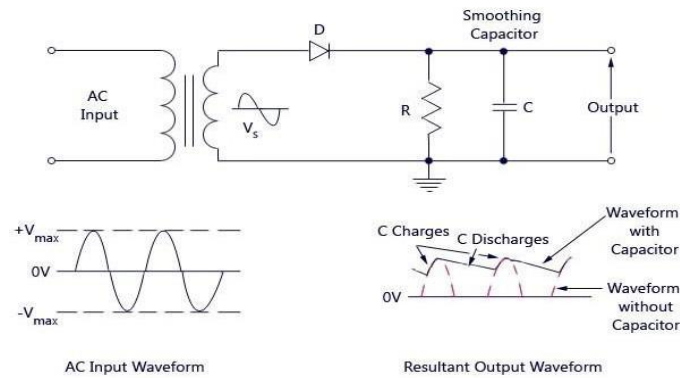 Smoothing
Capacitor
D
AC
Input
Vs
R
C
Output
+Vmax
0V
-Vmax
AC Input Waveform
C Charges
C Discharges
Waveform
with
Capacitor
0V
Waveform
without
Capacitor
Resultant Output Waveform